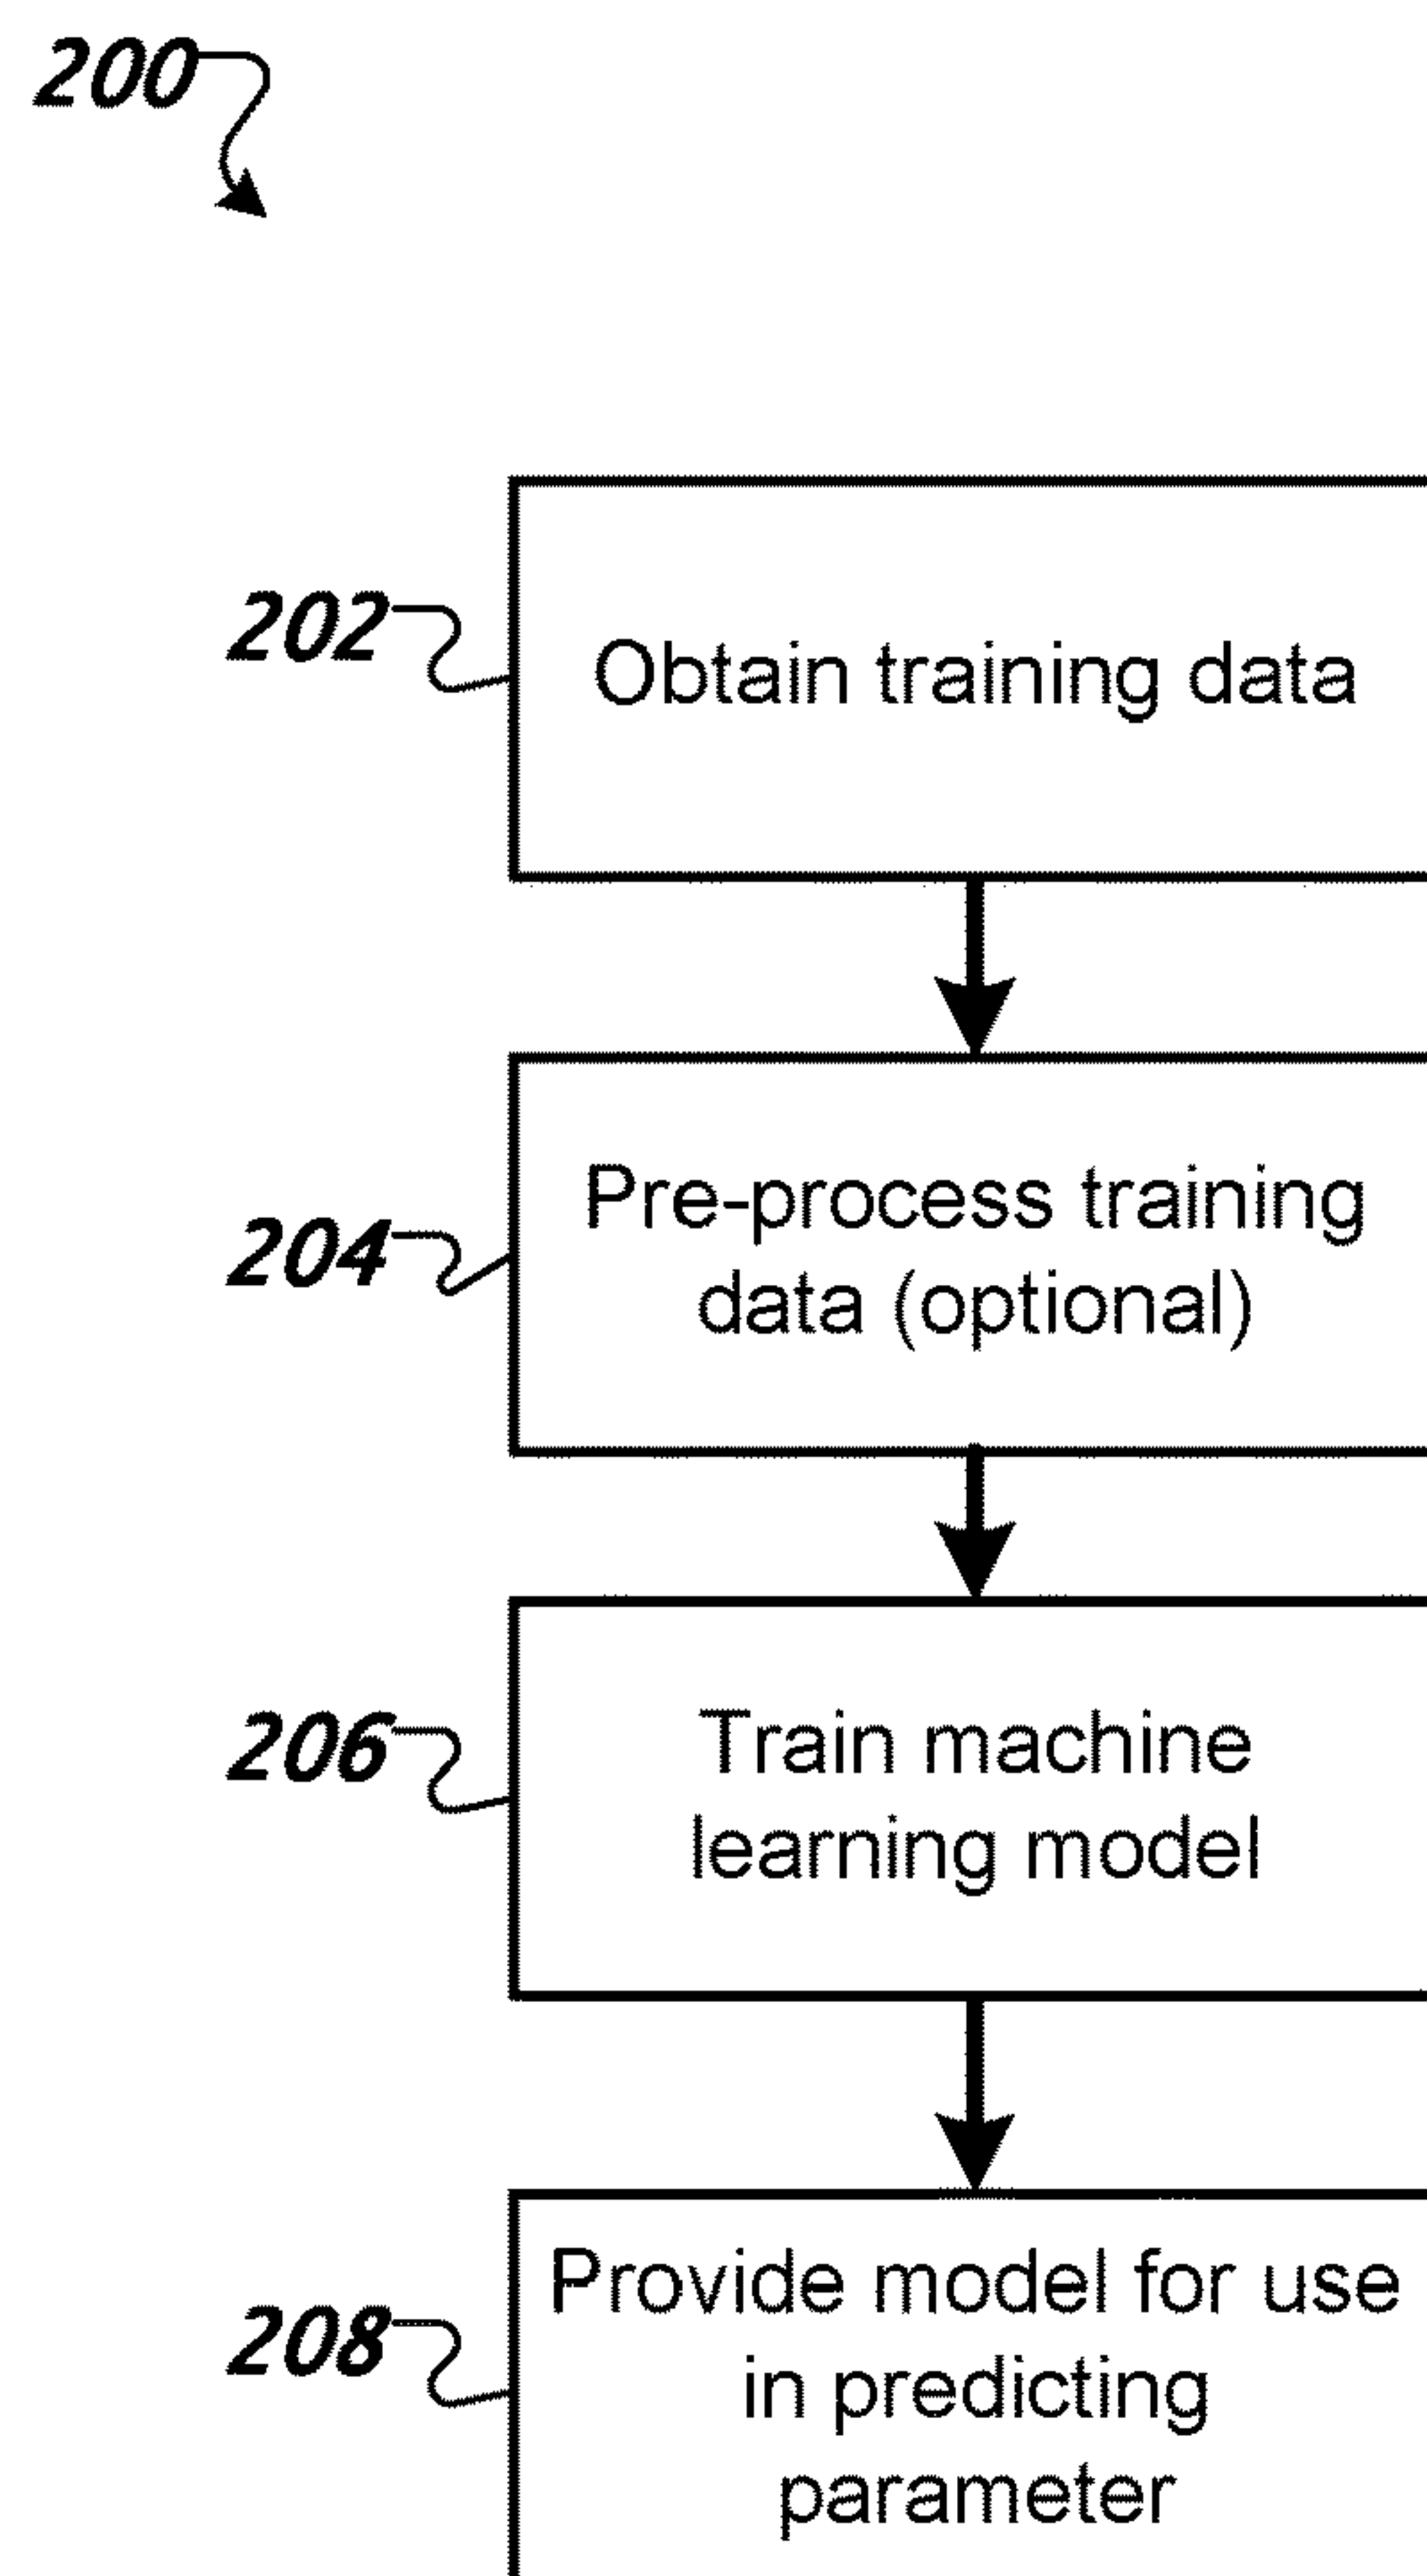 200
202
Obtain training data
204
Pre-process training
data (optional)
206
Train machine
learning model
208
Provide model for use
in predicting
parameter